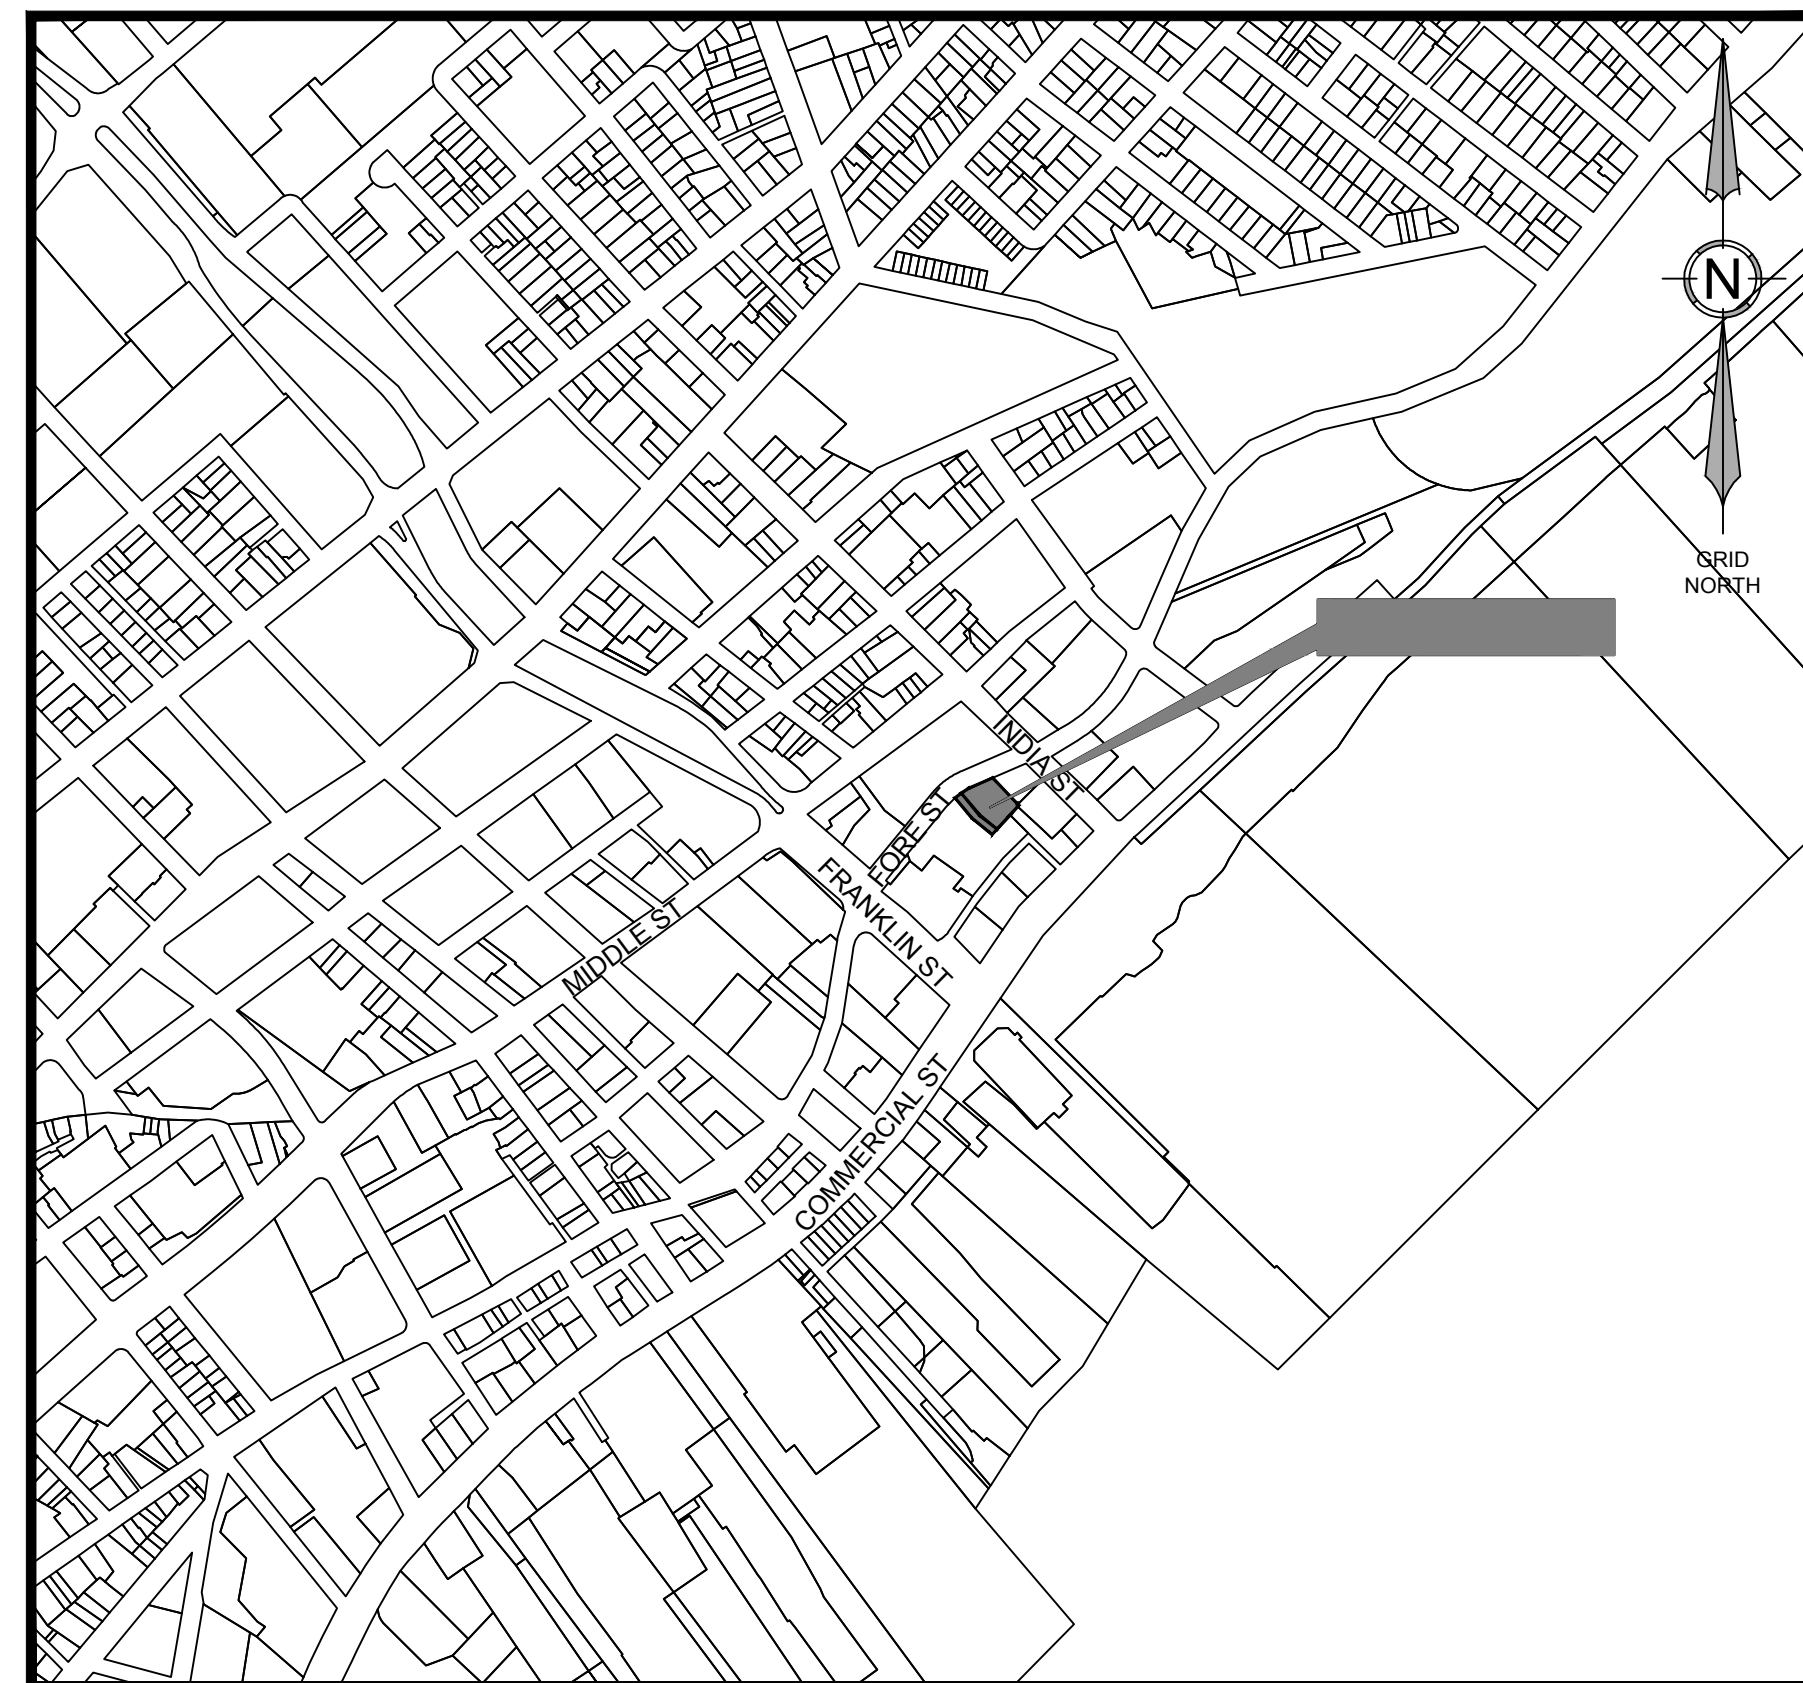 N
GRID
NORTH
INDIA ST
FORE ST
FRANKLIN ST
MIDDLE ST
COMMERCIAL ST